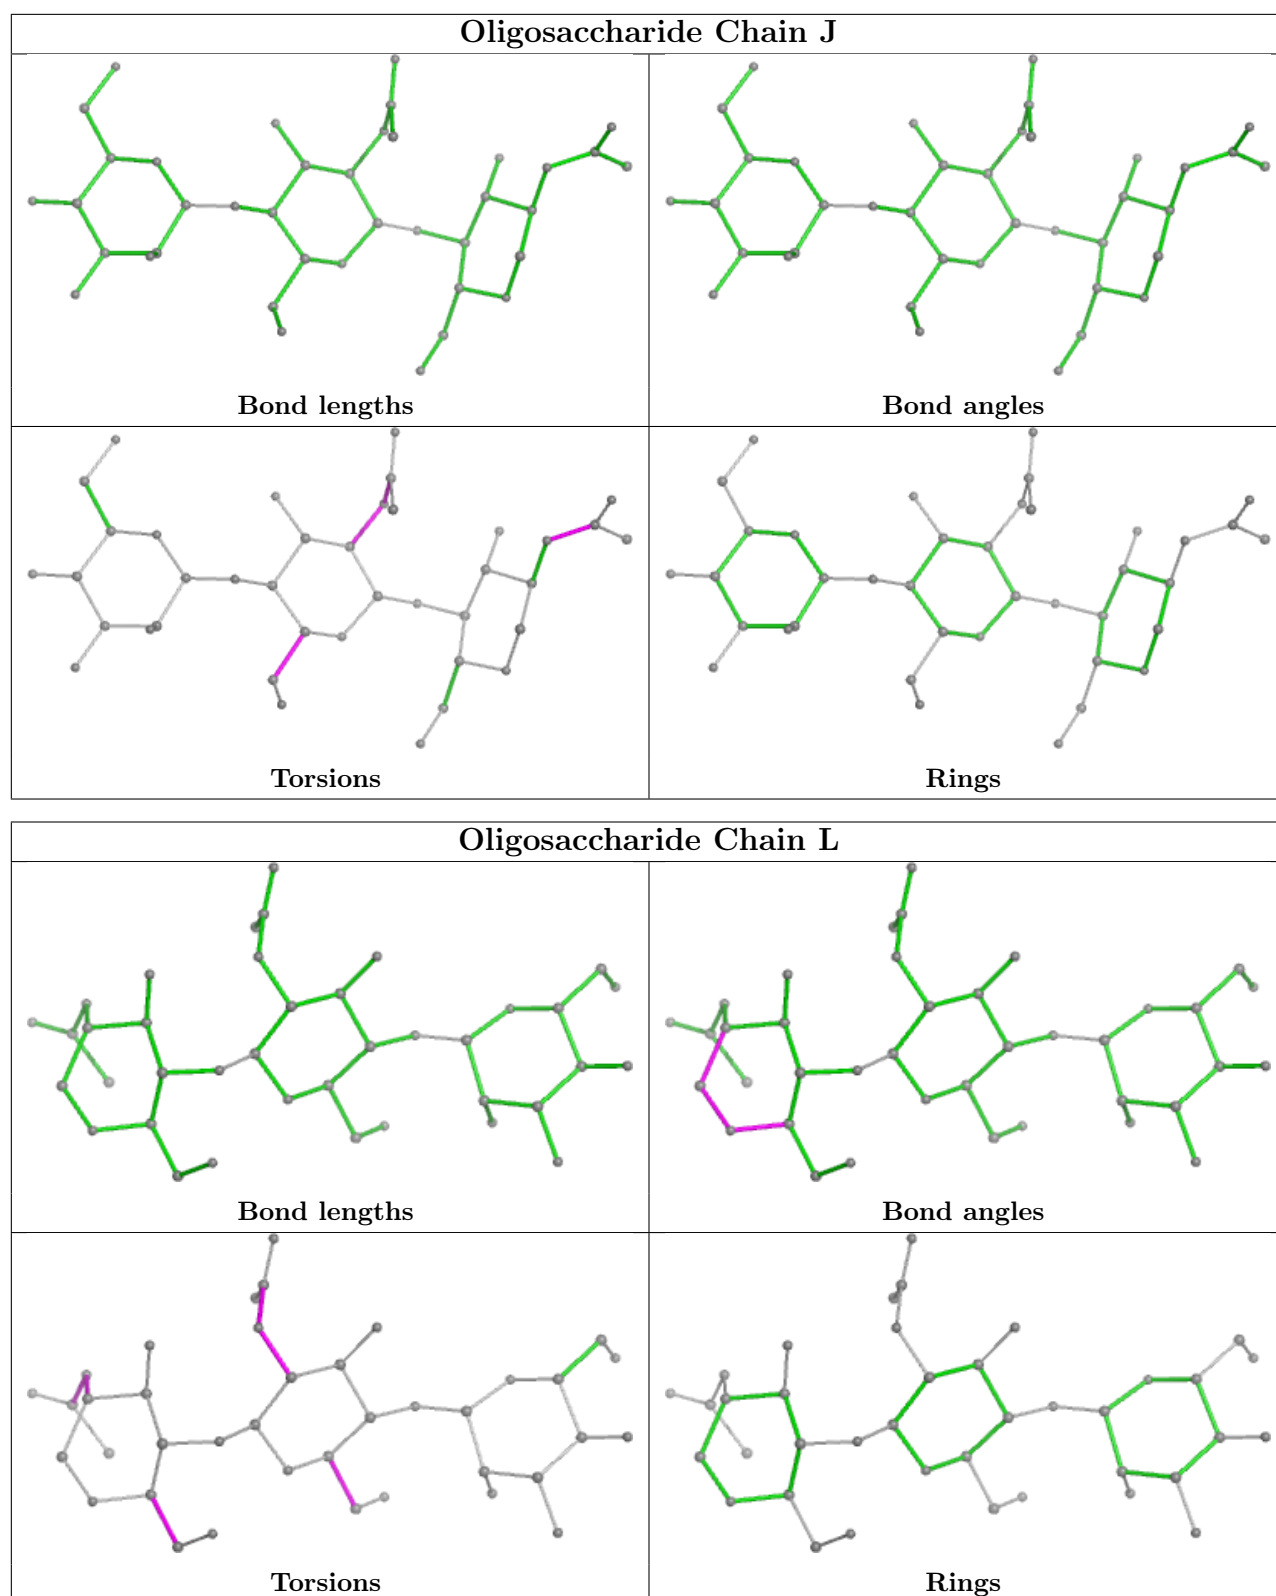 Oligosaccharide Chain J
Bond lengths
Bond angles
Torsions
Rings
Oligosaccharide Chain L
Bond lengths
Bond angles
Torsions
Rings